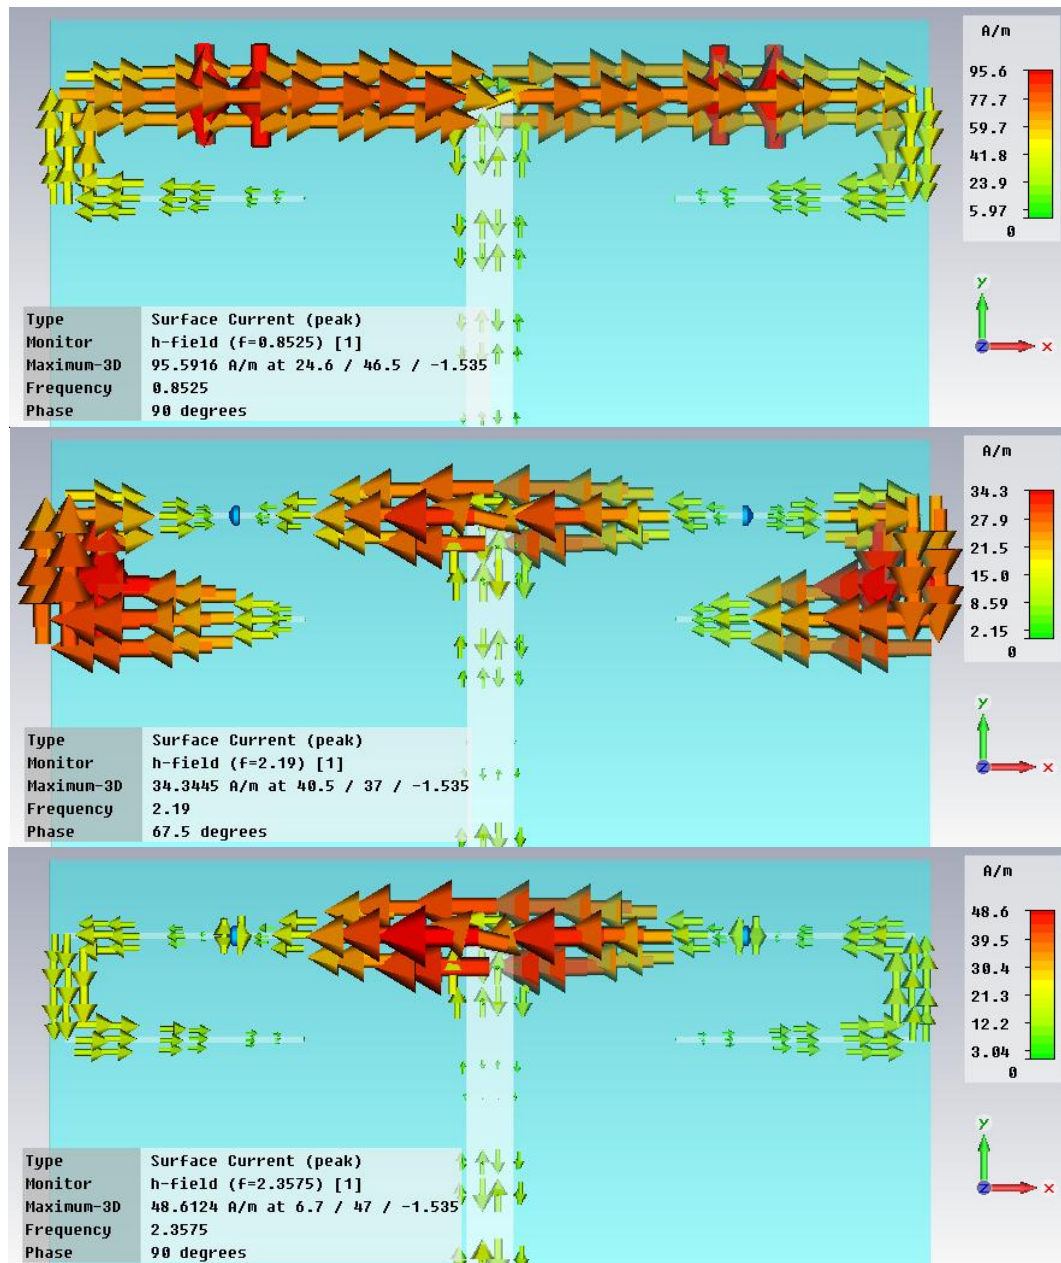 A/m
95.6
77.7
59.7
41.8
23.9
5.97
0
y
z
x
Type Surface Current (peak)
Monitor h-field (f=0.8525) [1]
Maximum-3D 95.5916 A/m at 24.6 / 46.5 / -1.535
Frequency 0.8525
Phase 90 degrees
A/m
34.3
27.9
21.5
15.0
8.59
2.15
0
y
z
x
Type Surface Current (peak)
Monitor h-field (f=2.19) [1]
Maximum-3D 34.3445 A/m at 40.5 / 37 / -1.535
Frequency 2.19
Phase 67.5 degrees
A/m
48.6
39.5
30.4
21.3
12.2
3.04
0
y
z
x
Type Surface Current (peak)
Monitor h-field (f=2.3575) [1]
Maximum-3D 48.6124 A/m at 6.7 / 47 / -1.535
Frequency 2.3575
Phase 90 degrees